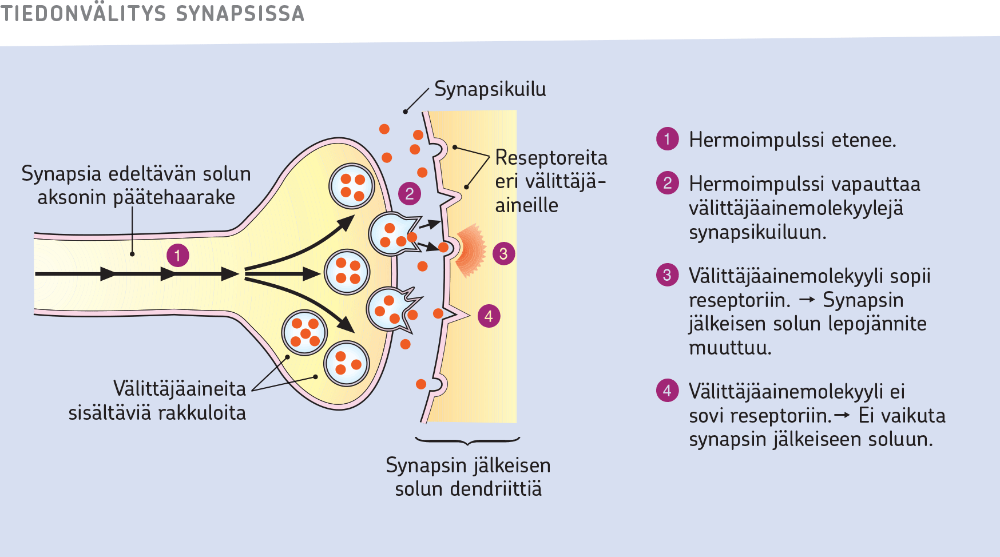 TIEDONVÄLITYS SYNAPSISSA
Synapsikuilu
Reseptoreita
eri välittäjä-
aineille
Synapsia edeltävän solun
aksonin päätehaarake
1
2
3
4
Välittäjäaineita
sisältäviä rakkuloita
Synapsin jälkeisen
solun dendriittiä
1 Hermoimpulssi etenee.
2 Hermoimpulssi vapauttaa
välittäjäainemolekyylejä
synapsikuiluun.
3 Välittäjäainemolekyyli sopii
reseptoriin. → Synapsin
jälkeisen solun lepojännite
muuttuu.
4 Välittäjäainemolekyyli ei
sovi reseptoriin.→ Ei vaikuta
synapsin jälkeiseen soluun.